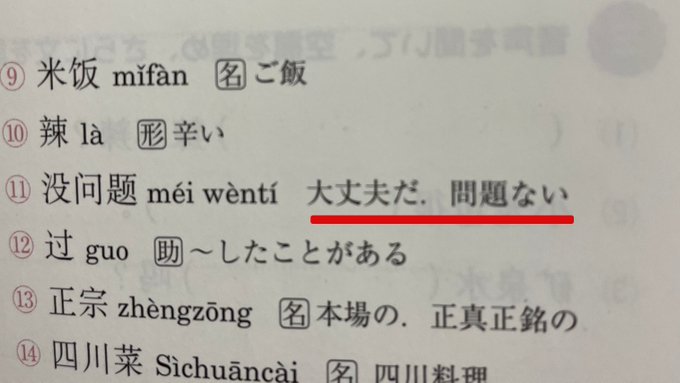 ⑨ 米饭 mǐfàn 名 ご飯
⑩ 辣 là 形 辛い
⑪ 没问题 méi wèntí 大丈夫だ．問題ない
⑫ 过 guo 助 〜したことがある
⑬ 正宗 zhèngzōng 名 本場の．正真正銘の
⑭ 四川菜 Sìchuāncài 名 四川料理